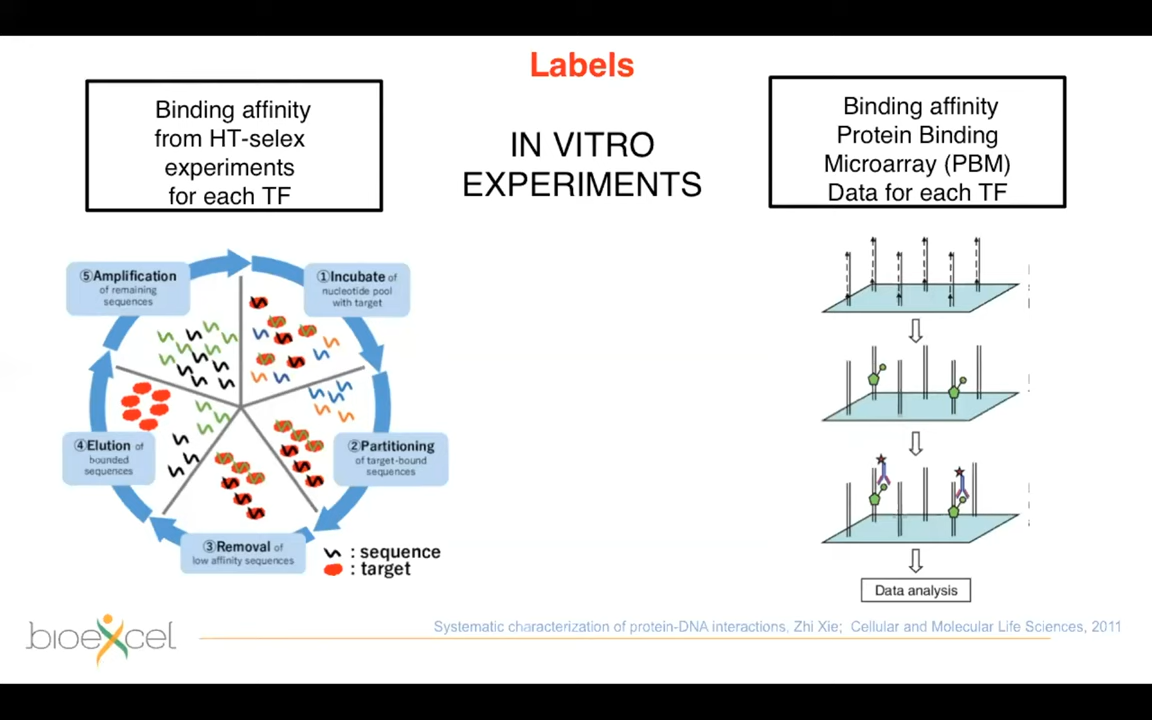 Labels
Binding affinity
from HT-selex
experiments
for each TF
IN VITRO
EXPERIMENTS
Binding affinity
Protein Binding
Microarray (PBM)
Data for each TF
⑤Amplification
of remaining
sequences
①Incubate of
nucleotide pool
with target
④Elution of
bounded
sequences
②Partitioning
of target-bound
sequences
③Removal of
low affinity sequences
: sequence
: target
Data analysis
bioexcel
Systematic characterization of protein-DNA interactions, Zhi Xie; Cellular and Molecular Life Sciences, 2011